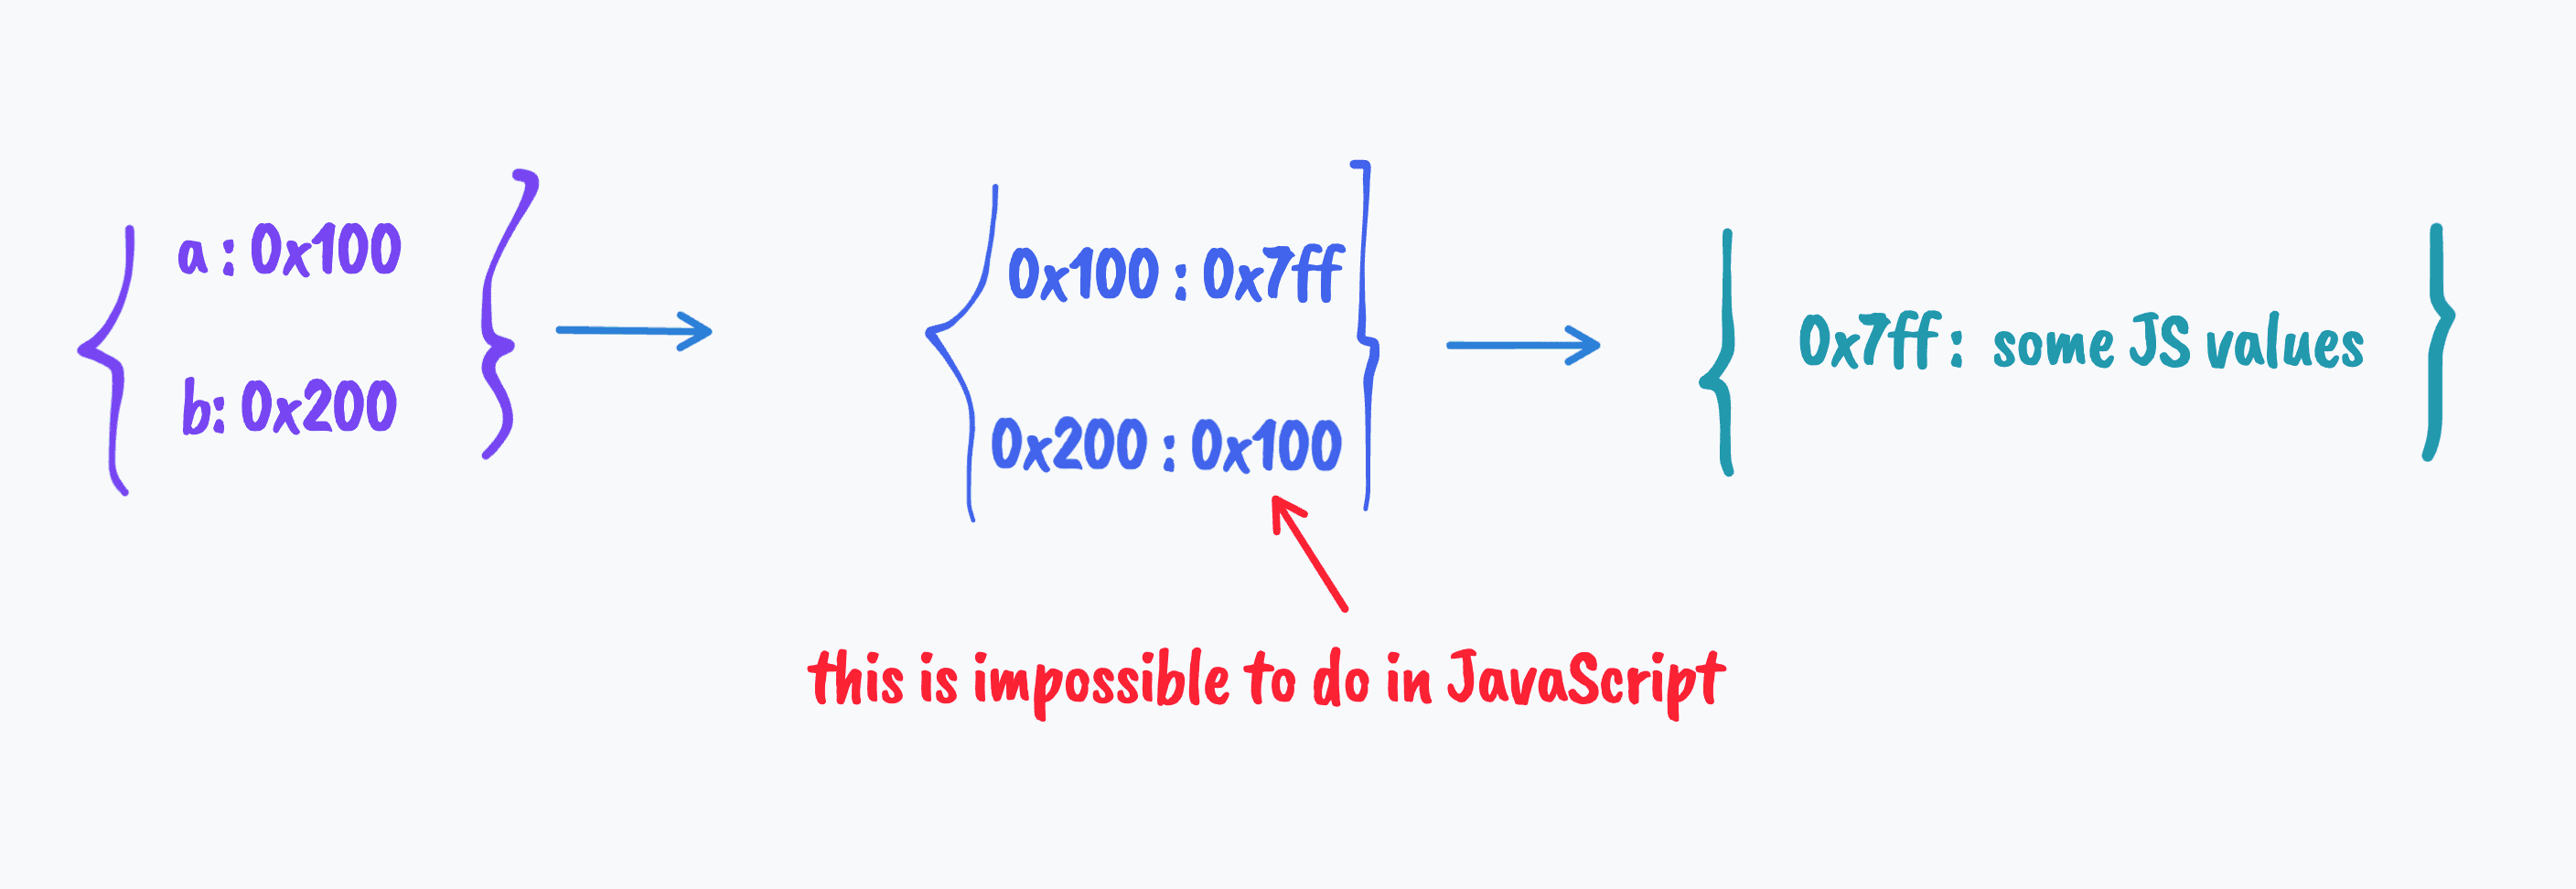 a : 0x100
b: 0x200
0x100 : 0x7ff
0x200 : 0x100
0x7ff : some JS values
this is impossible to do in JavaScript